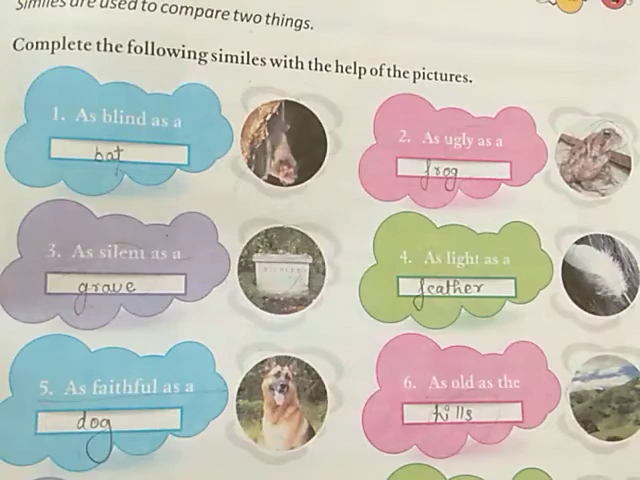 Similes are used to compare two things.
Complete the following similes with the help of the pictures.
1. As blind as a
bat
2. As ugly as a
frog
3. As silent as a
grave
4. As light as a
feather
5. As faithful as a
dog
6. As old as the
hills